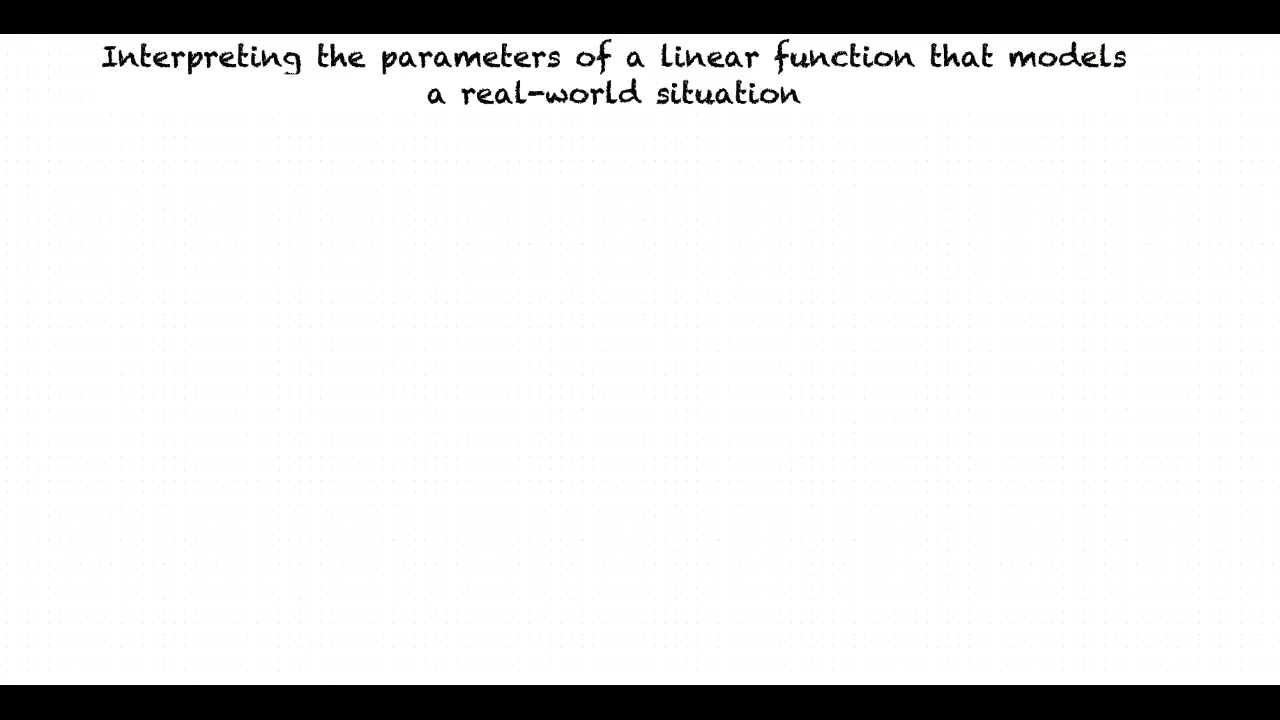 Interpreting the parameters of a linear function that models
a real-world situation